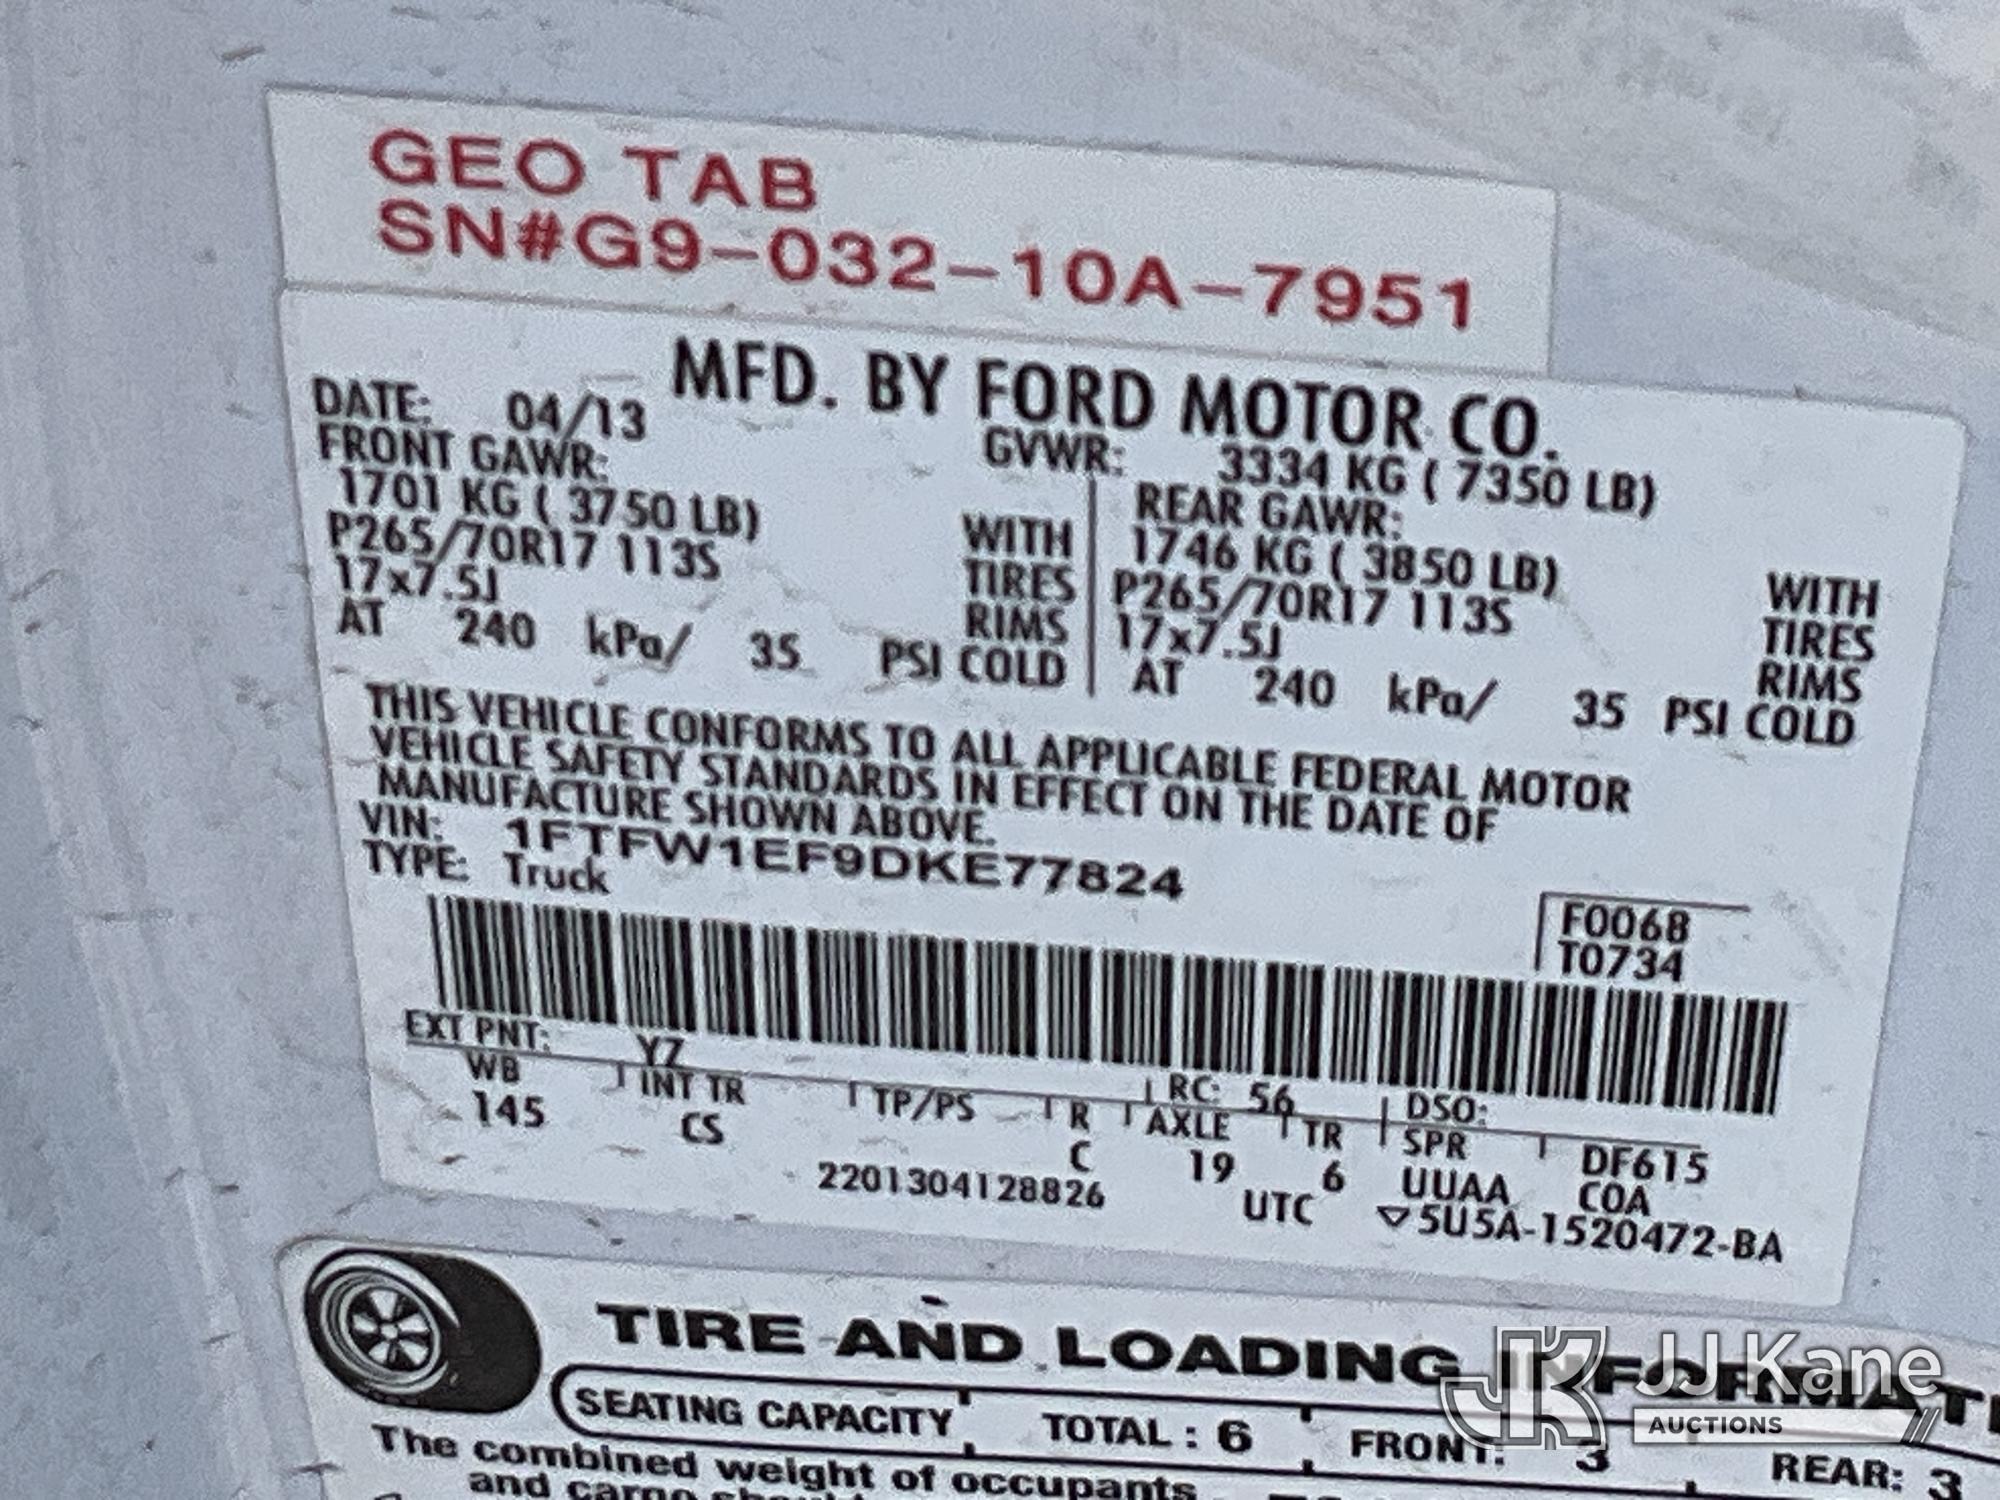 GEO TAB
SN#G9-032-10A-7951
MFD. BY FORD MOTOR CO.
DATE: 04/13 GVWR: 3334 KG ( 7350 LB)
FRONT GAWR: REAR GAWR:
1701 KG ( 3750 LB) WITH 1746 KG ( 3850 LB) WITH
P265/70R17 113S TIRES P265/70R17 113S TIRES
17x7.5J RIMS 17x7.5J RIMS
AT 240 kPa/ 35 PSI COLD AT 240 kPa/ 35 PSI COLD
THIS VEHICLE CONFORMS TO ALL APPLICABLE FEDERAL MOTOR
VEHICLE SAFETY STANDARDS IN EFFECT ON THE DATE OF
MANUFACTURE SHOWN ABOVE.
VIN: 1FTFW1EF9DKE77824
TYPE: Truck
F0068
T0734
EXT PNT: YZ RC: 56 DSO:
WB INT TR TP/PS R AXLE TR SPR DF615
145 CS C 19 6 UUAA COA
2201304128826 UTC ▽5U5A-1520472-BA
TIRE AND LOADING INFORMATI
SEATING CAPACITY TOTAL : 6 FRONT: 3 REAR: 3
The combined weight of occupants
and cargo should
JJ Kane
AUCTIONS